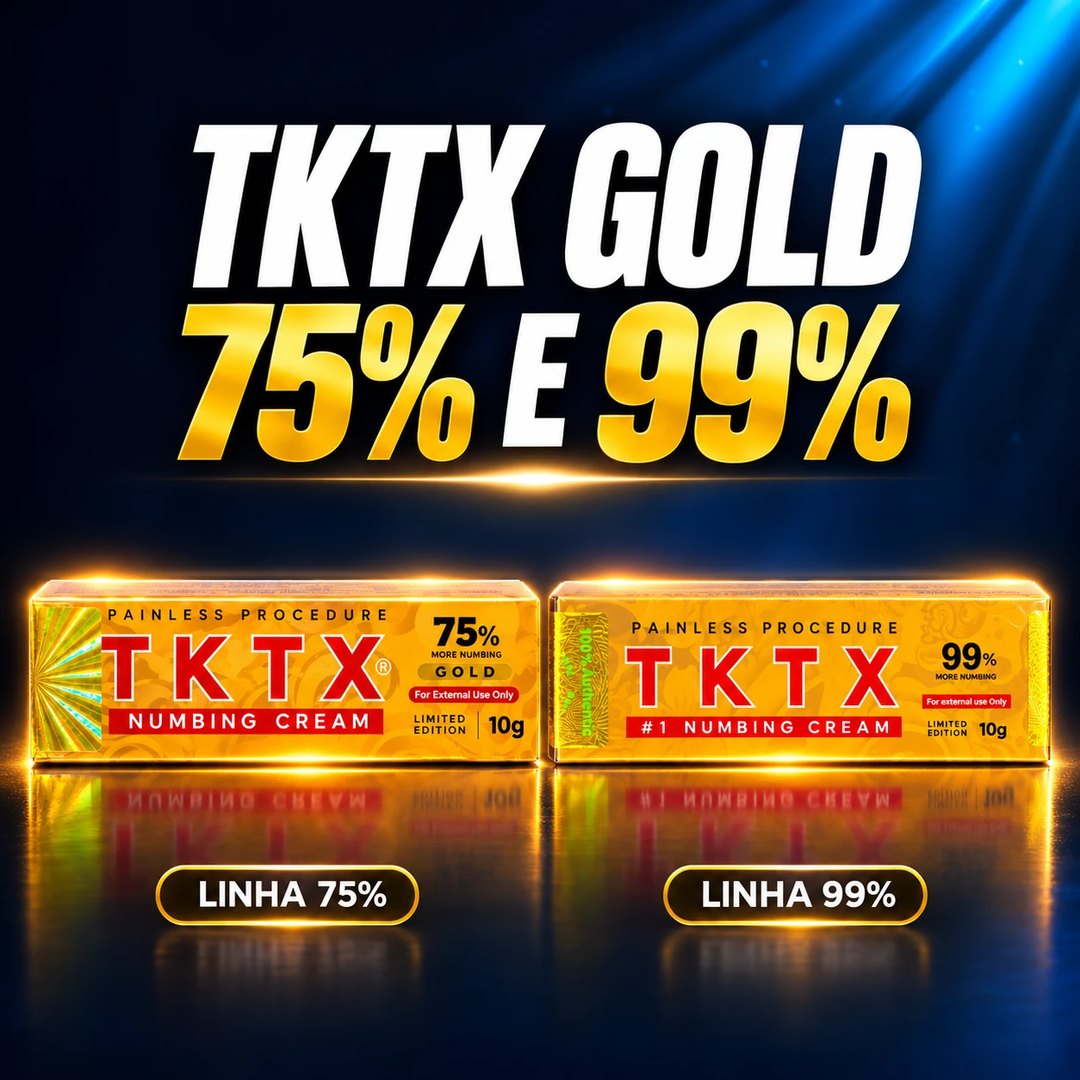 TKTX GOLD
75% E 99%
PAINLESS PROCEDURE
TKTX®
NUMBING CREAM
75%
MORE NUMBING
GOLD
For External Use Only
LIMITED
EDITION
10g
100% Authentic
PAINLESS PROCEDURE
TKTX
#1 NUMBING CREAM
99%
MORE NUMBING
For external use Only
LIMITED
EDITION
10g
LINHA 75%
LINHA 99%